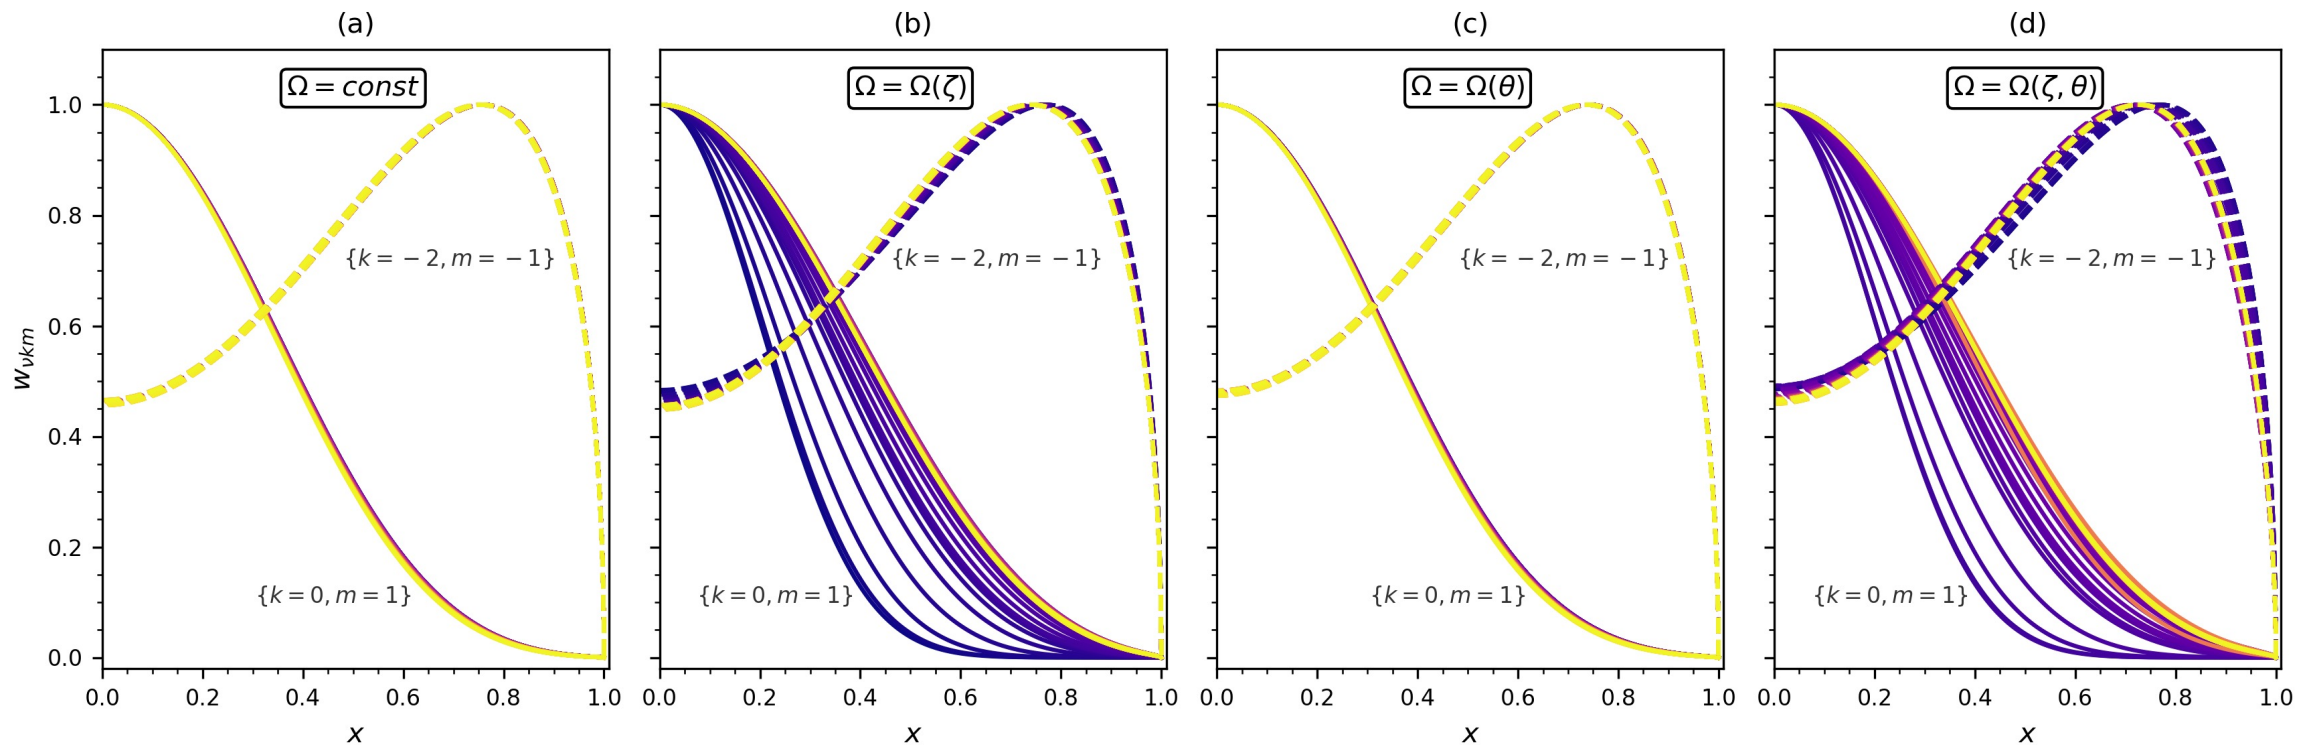 (a) (b) (c) (d)
Ω = const Ω = Ω(ζ) Ω = Ω(θ) Ω = Ω(ζ, θ)
1.0
0.8
{k = −2, m = −1} {k = −2, m = −1} {k = −2, m = −1} {k = −2, m = −1}
0.6
w_{νkm}
0.4
0.2
{k = 0, m = 1} {k = 0, m = 1} {k = 0, m = 1} {k = 0, m = 1}
0.0
0.0 0.2 0.4 0.6 0.8 1.0 0.0 0.2 0.4 0.6 0.8 1.0 0.0 0.2 0.4 0.6 0.8 1.0 0.0 0.2 0.4 0.6 0.8 1.0
x x x x